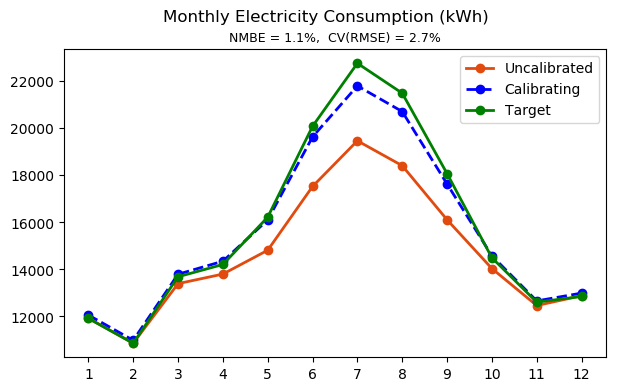 Monthly Electricity Consumption (kWh)
NMBE = 1.1%,  CV(RMSE) = 2.7%
Uncalibrated
Calibrating
Target
22000
20000
18000
16000
14000
12000
1 2 3 4 5 6 7 8 9 10 11 12